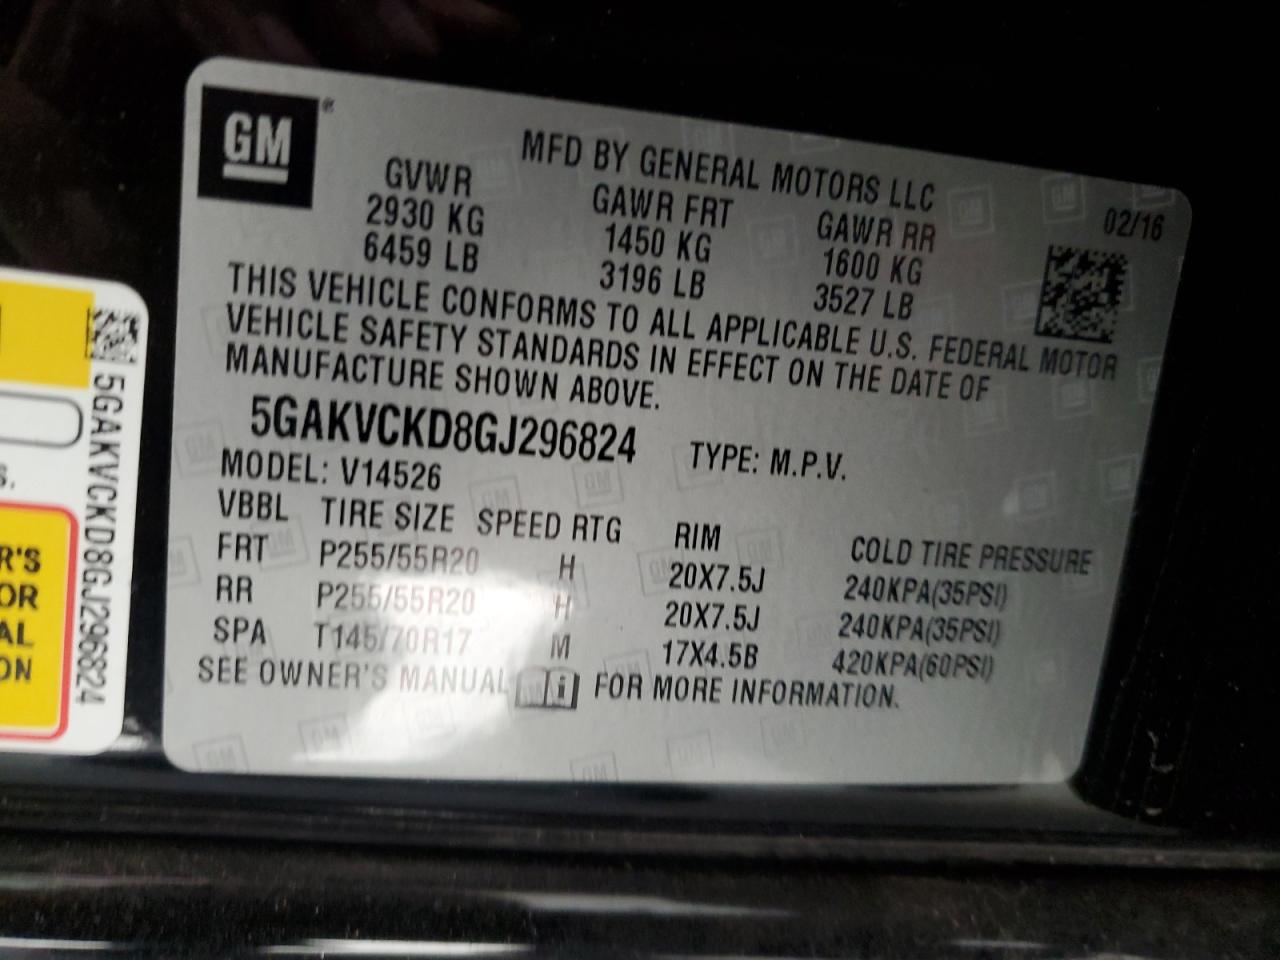 GM®
MFD BY GENERAL MOTORS LLC
02/16
GVWR GAWR FRT GAWR RR
2930 KG 1450 KG 1600 KG
6459 LB 3196 LB 3527 LB
THIS VEHICLE CONFORMS TO ALL APPLICABLE U.S. FEDERAL MOTOR
VEHICLE SAFETY STANDARDS IN EFFECT ON THE DATE OF
MANUFACTURE SHOWN ABOVE.
5GAKVCKD8GJ296824 TYPE: M.P.V.
MODEL: V14526
VBBL TIRE SIZE SPEED RTG RIM COLD TIRE PRESSURE
FRT P255/55R20 H 20X7.5J 240KPA(35PSI)
RR P255/55R20 H 20X7.5J 240KPA(35PSI)
SPA T145/70R17 M 17X4.5B 420KPA(60PSI)
SEE OWNER'S MANUAL i FOR MORE INFORMATION.
5GAKVCKD8GJ296824
S.
R'S
OR
AL
ON